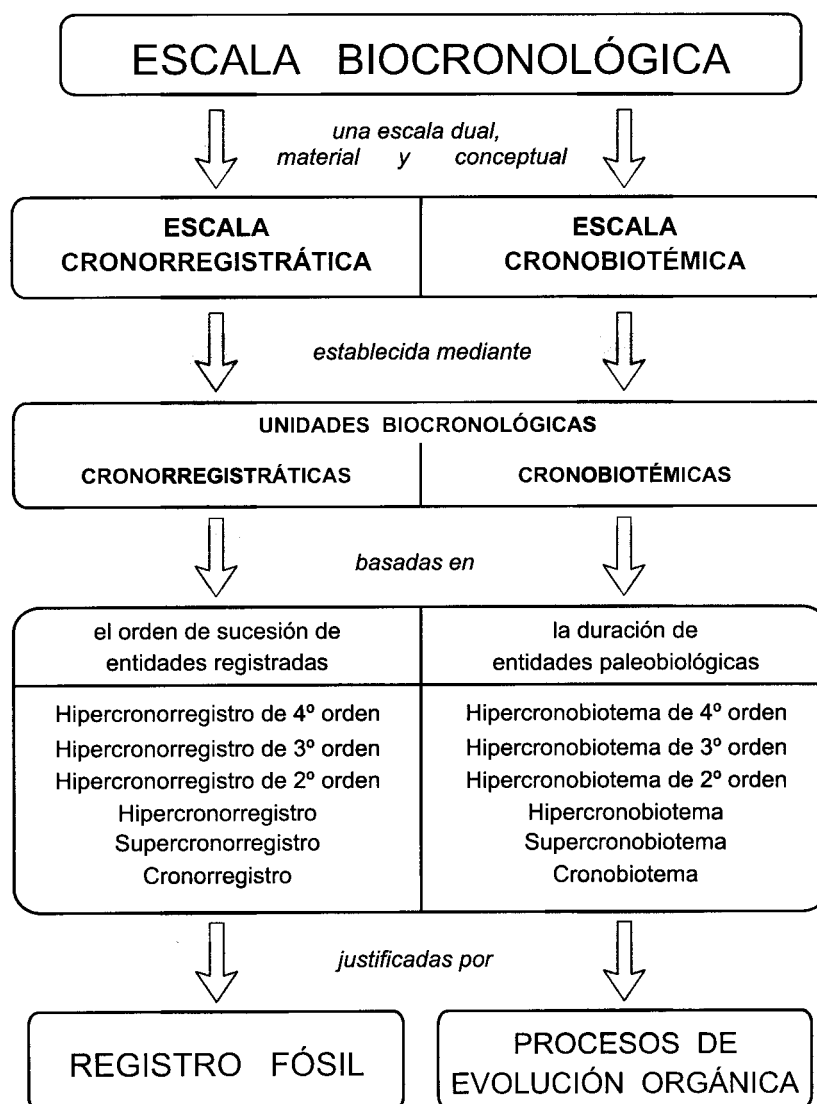 ESCALA BIOCRONOLÓGICA
una escala dual,
material y conceptual
ESCALA
CRONORREGISTRÁTICA
ESCALA
CRONOBIOTÉMICA
establecida mediante
UNIDADES BIOCRONOLÓGICAS
CRONORREGISTRÁTICAS
CRONOBIOTÉMICAS
basadas en
el orden de sucesión de
entidades registradas
la duración de
entidades paleobiológicas
Hipercronorregistro de 4º orden
Hipercronorregistro de 3º orden
Hipercronorregistro de 2º orden
Hipercronorregistro
Supercronorregistro
Cronorregistro
Hipercronobiotema de 4º orden
Hipercronobiotema de 3º orden
Hipercronobiotema de 2º orden
Hipercronobiotema
Supercronobiotema
Cronobiotema
justificadas por
REGISTRO FÓSIL
PROCESOS DE
EVOLUCIÓN ORGÁNICA